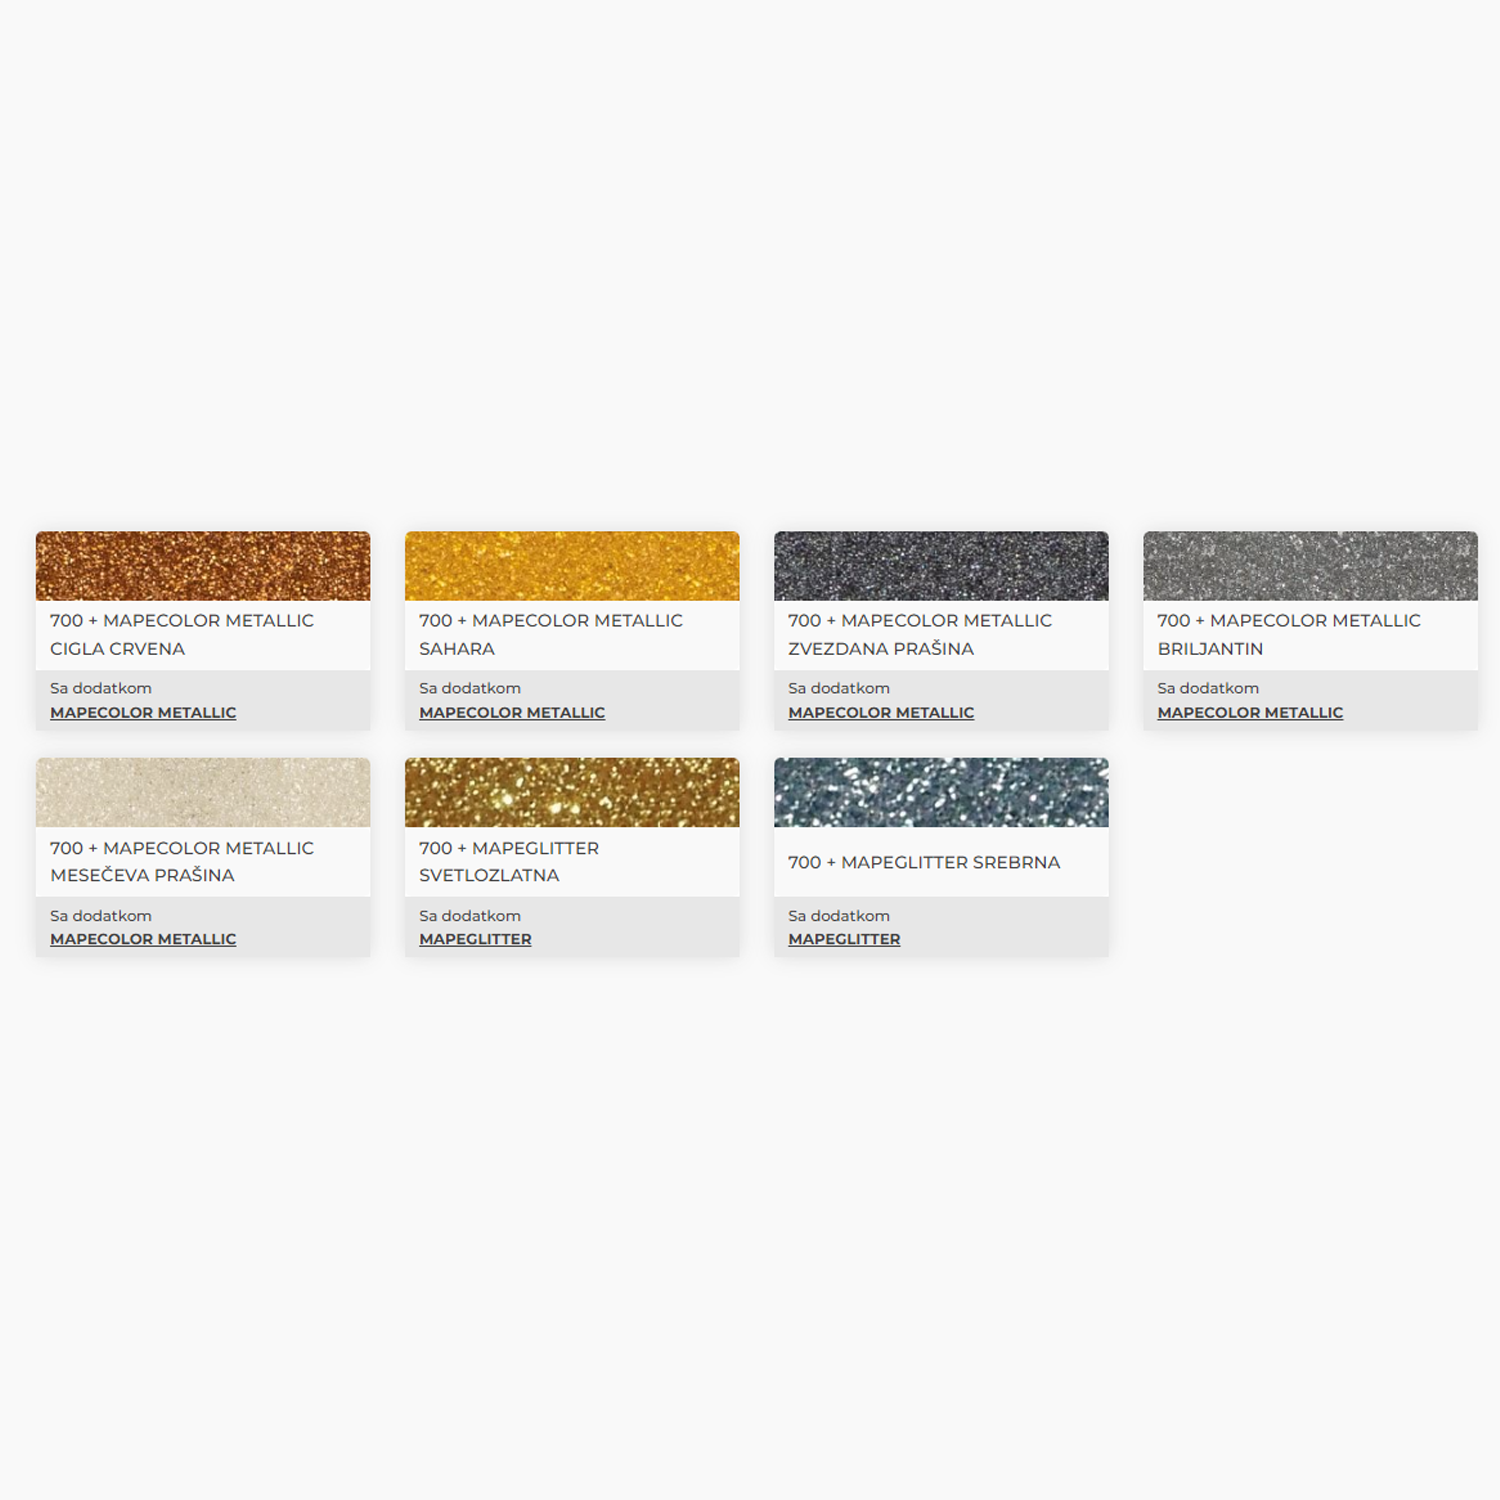 700 + MAPECOLOR METALLIC
CIGLA CRVENA
Sa dodatkom
MAPECOLOR METALLIC
700 + MAPECOLOR METALLIC
SAHARA
Sa dodatkom
MAPECOLOR METALLIC
700 + MAPECOLOR METALLIC
ZVEZDANA PRAŠINA
Sa dodatkom
MAPECOLOR METALLIC
700 + MAPECOLOR METALLIC
BRILJANTIN
Sa dodatkom
MAPECOLOR METALLIC
700 + MAPECOLOR METALLIC
MESEČEVA PRAŠINA
Sa dodatkom
MAPECOLOR METALLIC
700 + MAPEGLITTER
SVETLOZLATNA
Sa dodatkom
MAPEGLITTER
700 + MAPEGLITTER SREBRNA
Sa dodatkom
MAPEGLITTER